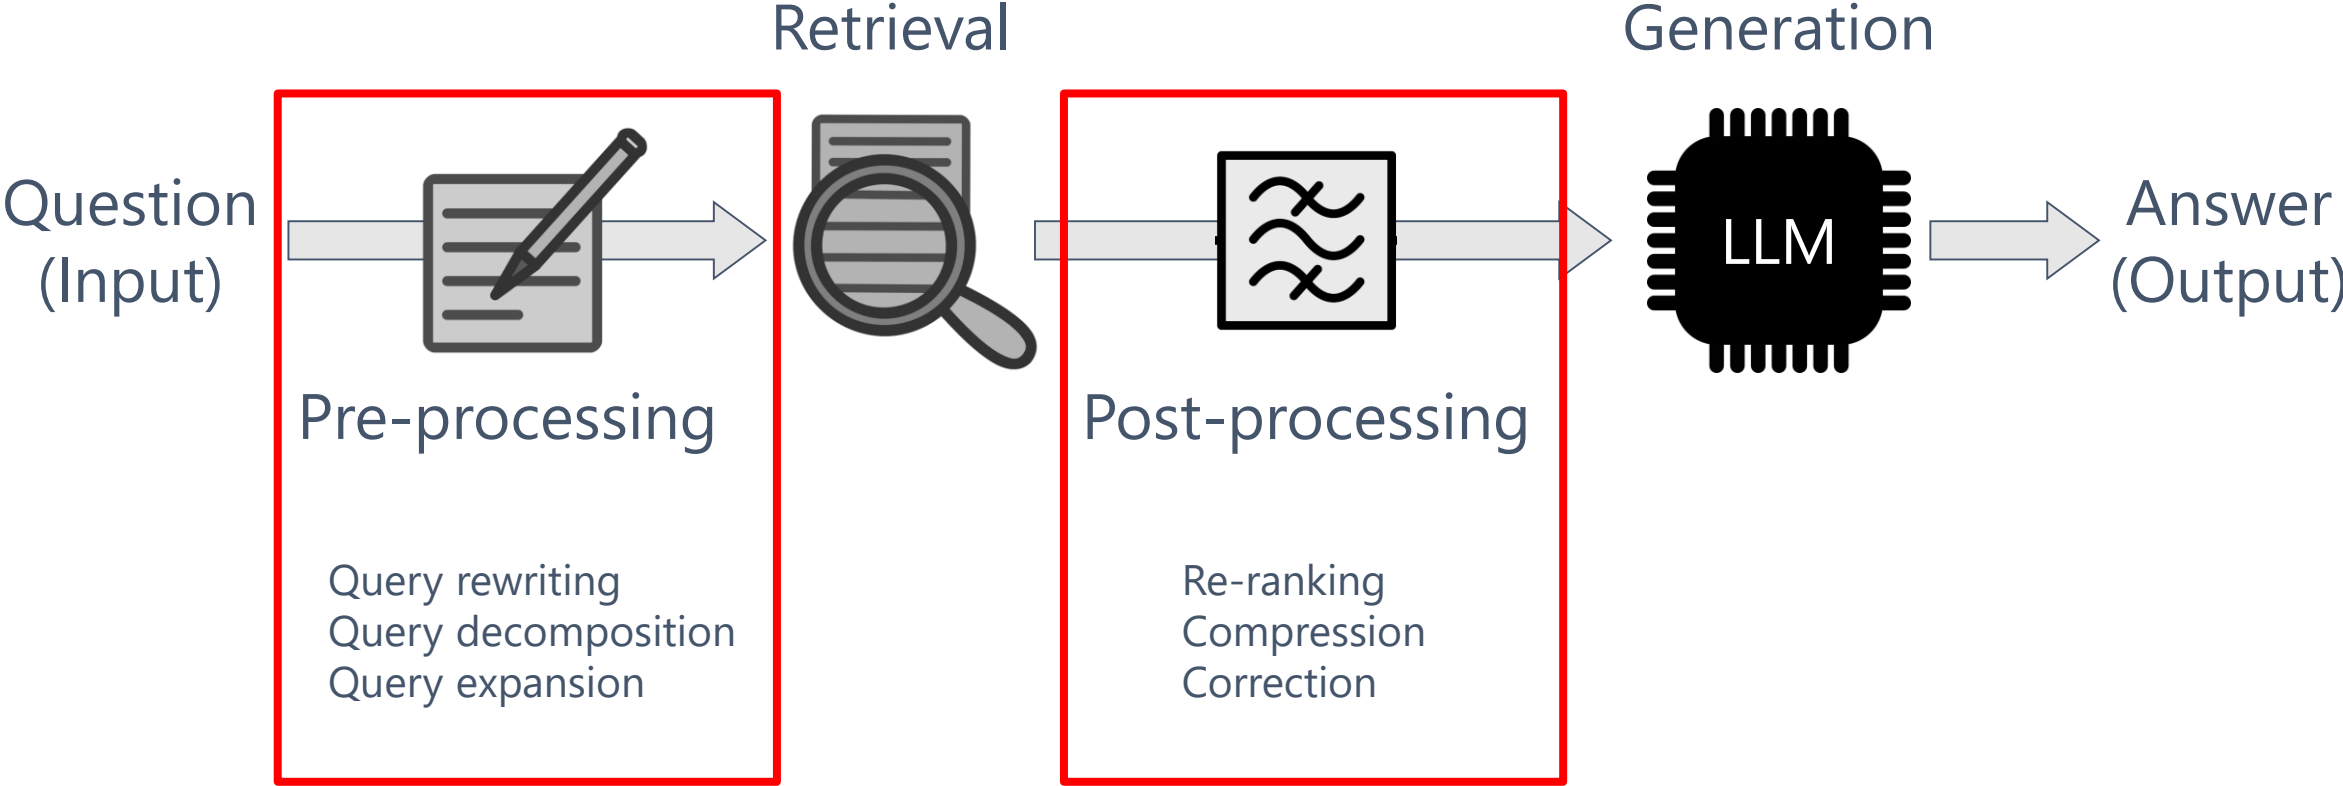 Retrieval
Generation
Question
(Input)
LLM
Answer
(Output)
Pre-processing
Post-processing
Query rewriting
Query decomposition
Query expansion
Re-ranking
Compression
Correction